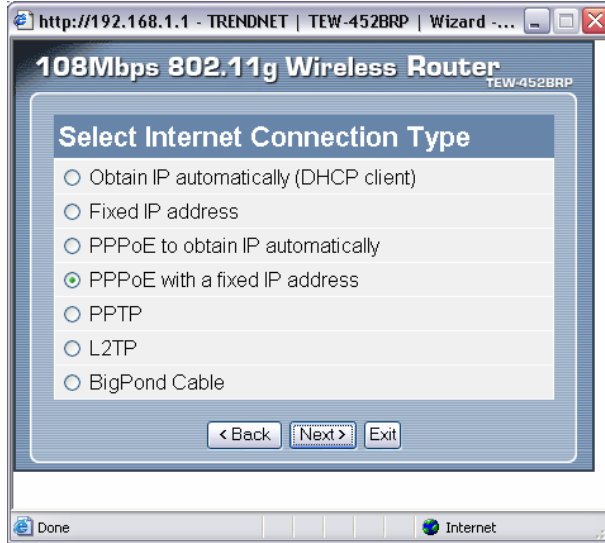 http://192.168.1.1 - TRENDNET | TEW-452BRP | Wizard -...
108Mbps 802.11g Wireless Router
TEW-452BRP
Select Internet Connection Type
Obtain IP automatically (DHCP client)
Fixed IP address
PPPoE to obtain IP automatically
PPPoE with a fixed IP address
PPTP
L2TP
BigPond Cable
< Back Next > Exit
Done Internet